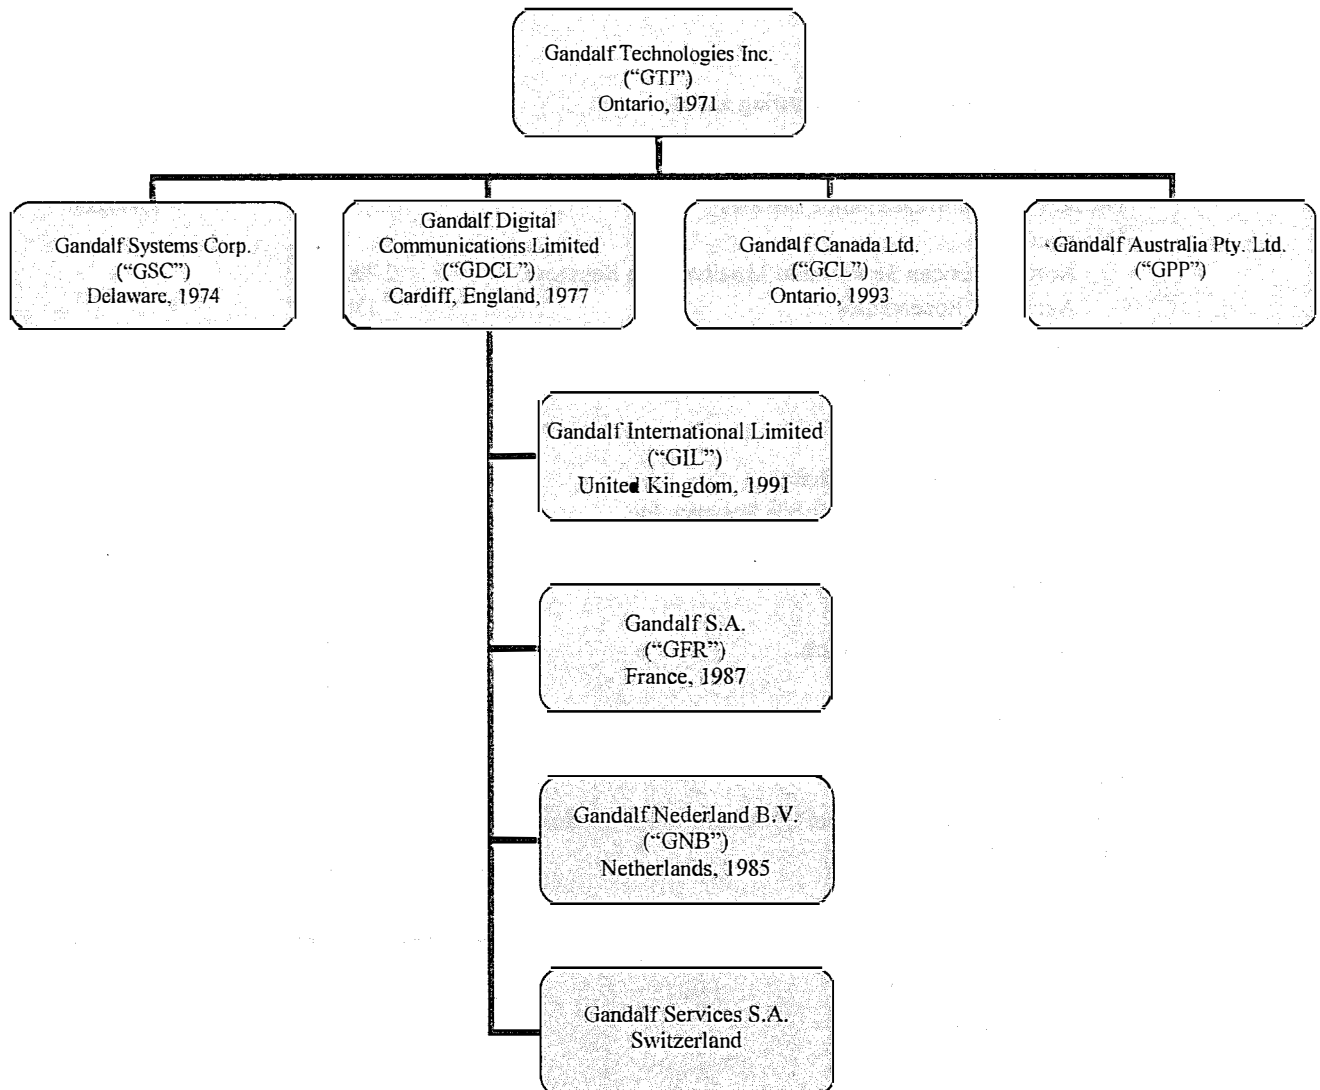 Gandalf Technologies Inc.
(“GTI”)
Ontario, 1971
Gandalf Systems Corp.
(“GSC”)
Delaware, 1974
Gandalf Digital
Communications Limited
(“GDCL”)
Cardiff, England, 1977
Gandalf Canada Ltd.
(“GCL”)
Ontario, 1993
Gandalf Australia Pty. Ltd.
(“GPP”)
Gandalf International Limited
(“GIL”)
United Kingdom, 1991
Gandalf S.A.
(“GFR”)
France, 1987
Gandalf Nederland B.V.
(“GNB”)
Netherlands, 1985
Gandalf Services S.A.
Switzerland